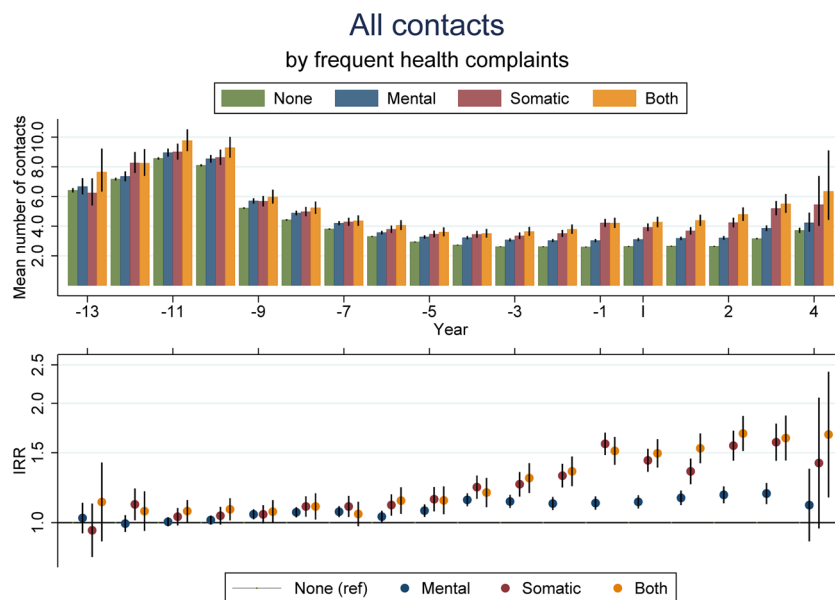 All contacts
by frequent health complaints
None Mental Somatic Both
Mean number of contacts
10.0
8.0
6.0
4.0
2.0
-13 -11 -9 -7 -5 -3 -1 I 2 4
Year
IRR
2.5
2.0
1.5
1.0
None (ref) Mental Somatic Both